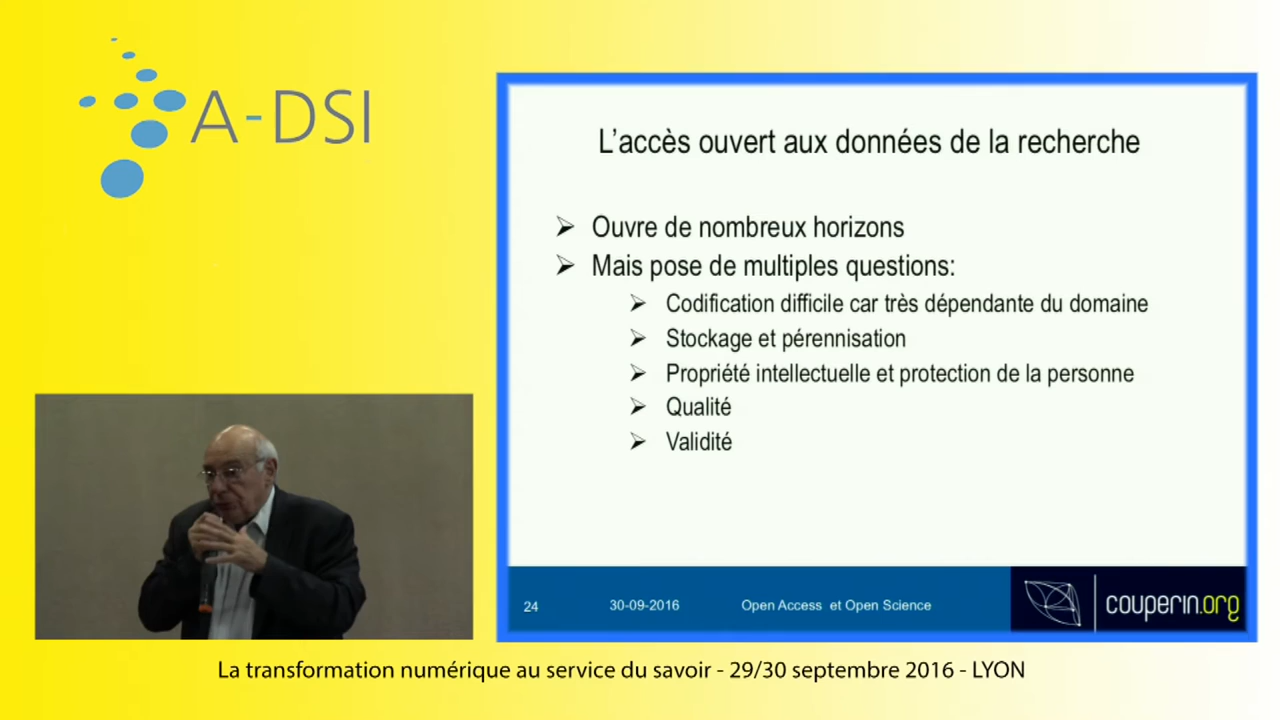 A-DSI
L'accès ouvert aux données de la recherche
Ouvre de nombreux horizons
Mais pose de multiples questions:
Codification difficile car très dépendante du domaine
Stockage et pérennisation
Propriété intellectuelle et protection de la personne
Qualité
Validité
24
30-09-2016
Open Access et Open Science
couperin.org
La transformation numérique au service du savoir - 29/30 septembre 2016 - LYON